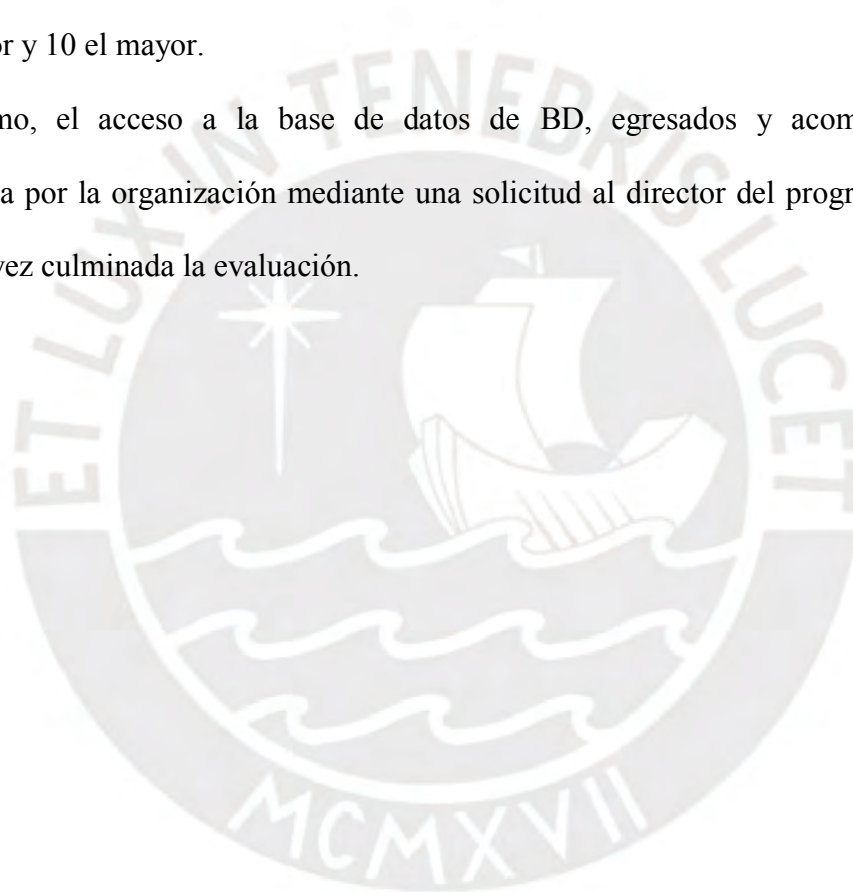 or y 10 el mayor.
mo, el acceso a la base de datos de BD, egresados y acom
a por la organización mediante una solicitud al director del progr
vez culminada la evaluación.
ET LUX IN TENEBRIS LUCET
MCMXVII